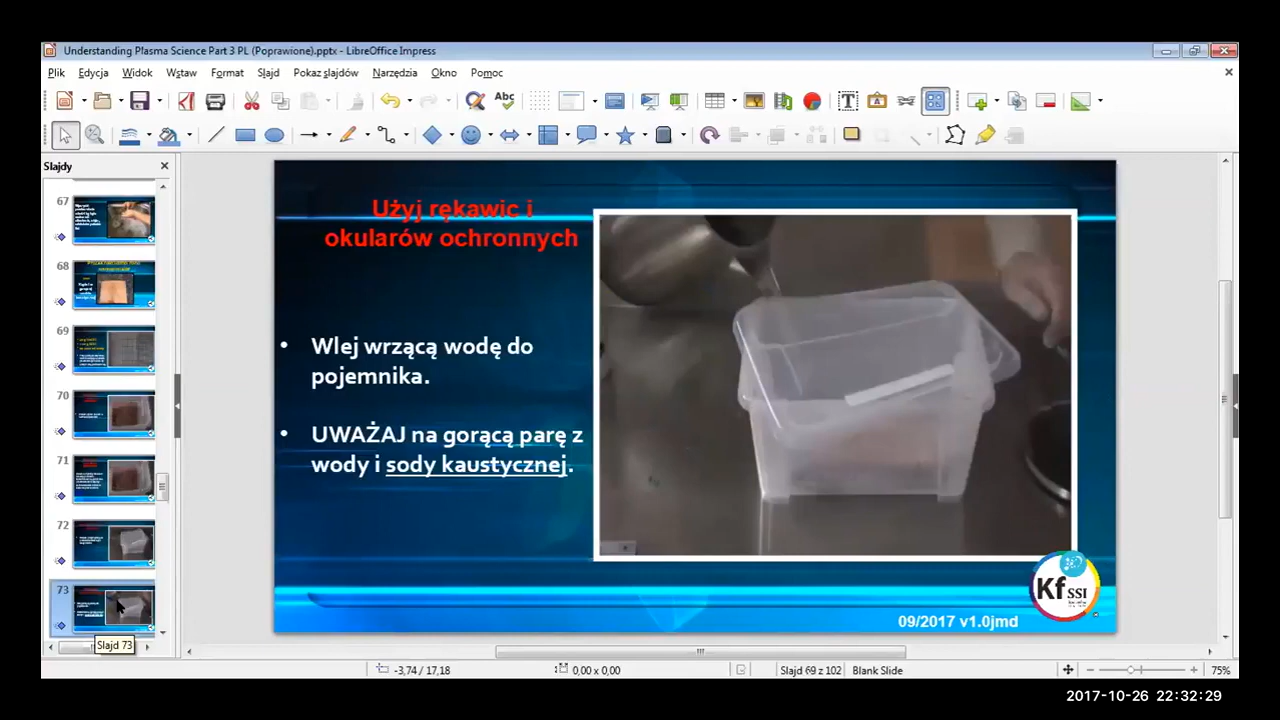 Understanding Plasma Science Part 3 PL (Poprawione).pptx - LibreOffice Impress
Plik Edycja Widok Wstaw Format Slajd Pokaz slajdów Narzędzia Okno Pomoc
Abc
Slajdy
67
68
69
70
71
72
73
Slajd 73
Użyj rękawic i
okularów ochronnych
• Wlej wrzącą wodę do
pojemnika.
• UWAŻAJ na gorącą parę z
wody i sody kaustycznej.
Kf SSI
09/2017 v1.0jmd
-3,74 / 17,18 0,00 x 0,00 Slajd 69 z 102 Blank Slide 75%
2017-10-26 22:32:29